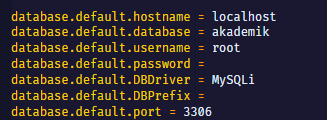 database.default.hostname = localhost
database.default.database = akademik
database.default.username = root
database.default.password =
database.default.DBDriver = MySQLi
database.default.DBPrefix =
database.default.port = 3306